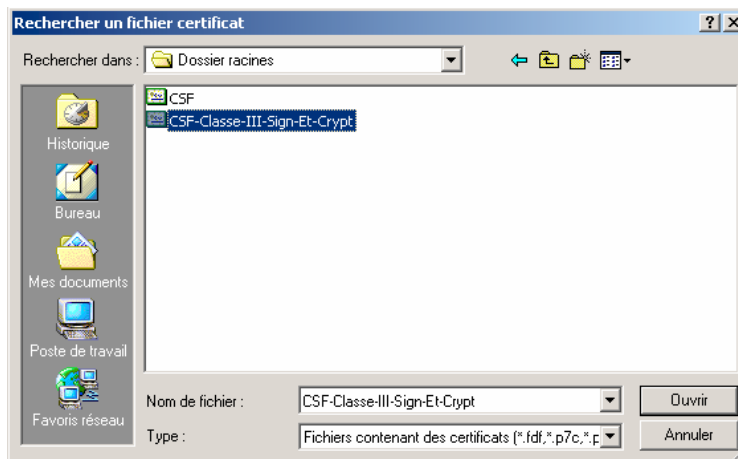 Rechercher un fichier certificat
Rechercher dans :
Dossier racines
CSF
CSF-Classe-III-Sign-Et-Crypt
Historique
Bureau
Mes documents
Poste de travail
Favoris réseau
Nom de fichier :
CSF-Classe-III-Sign-Et-Crypt
Ouvrir
Type :
Fichiers contenant des certificats (*.fdf,*.p7c,*.p
Annuler